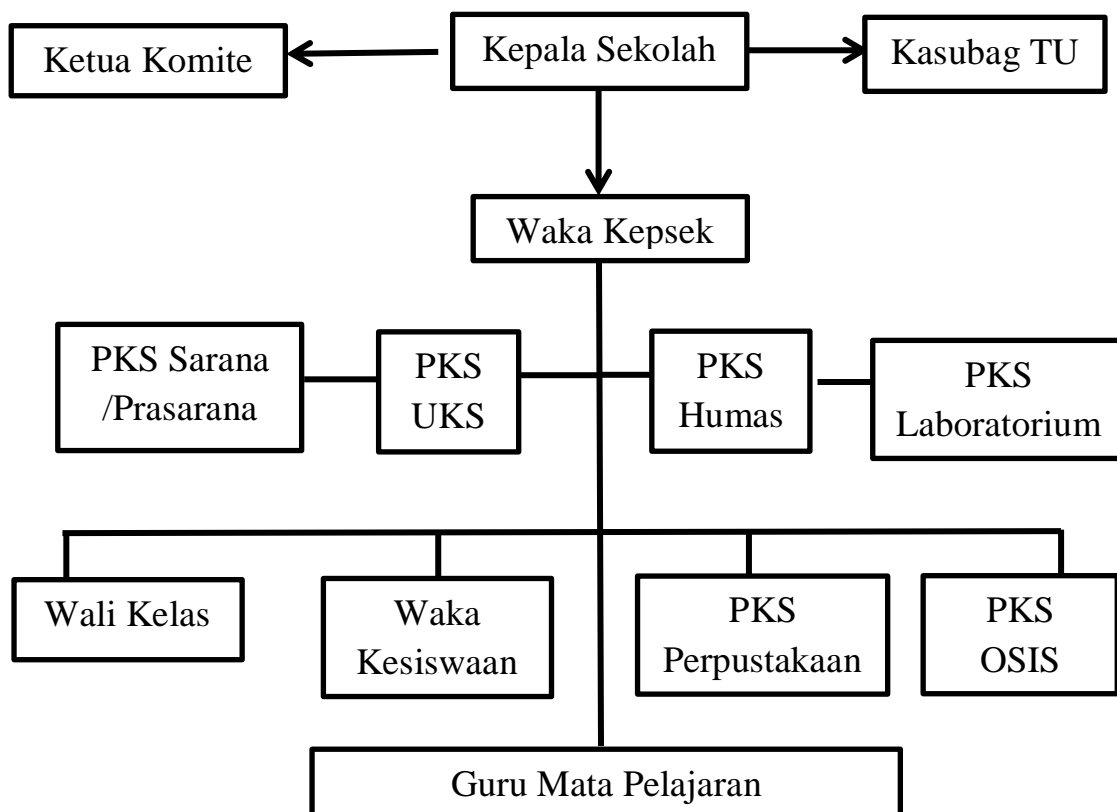 Ketua Komite
Kepala Sekolah
Kasubag TU
Waka Kepsek
PKS Sarana
/Prasarana
PKS
UKS
PKS
Humas
PKS
Laboratorium
Wali Kelas
Waka
Kesiswaan
PKS
Perpustakaan
PKS
OSIS
Guru Mata Pelajaran